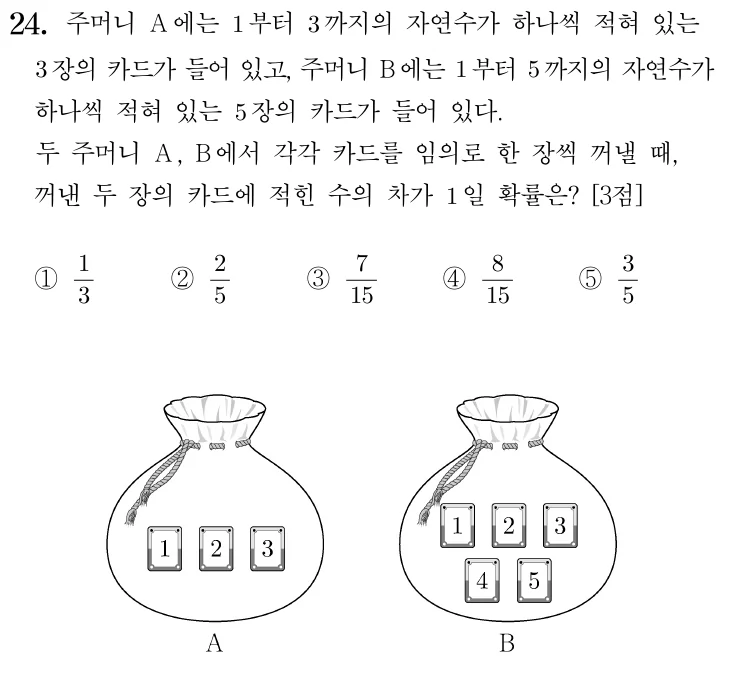 24. 주머니 A에는 1부터 3까지의 자연수가 하나씩 적혀 있는
3장의 카드가 들어 있고, 주머니 B에는 1부터 5까지의 자연수가
하나씩 적혀 있는 5장의 카드가 들어 있다.
두 주머니 A, B에서 각각 카드를 임의로 한 장씩 꺼낼 때,
꺼낸 두 장의 카드에 적힌 수의 차가 1일 확률은? [3점]
① 1/3 ② 2/5 ③ 7/15 ④ 8/15 ⑤ 3/5
1 2 3
A
1 2 3
4 5
B